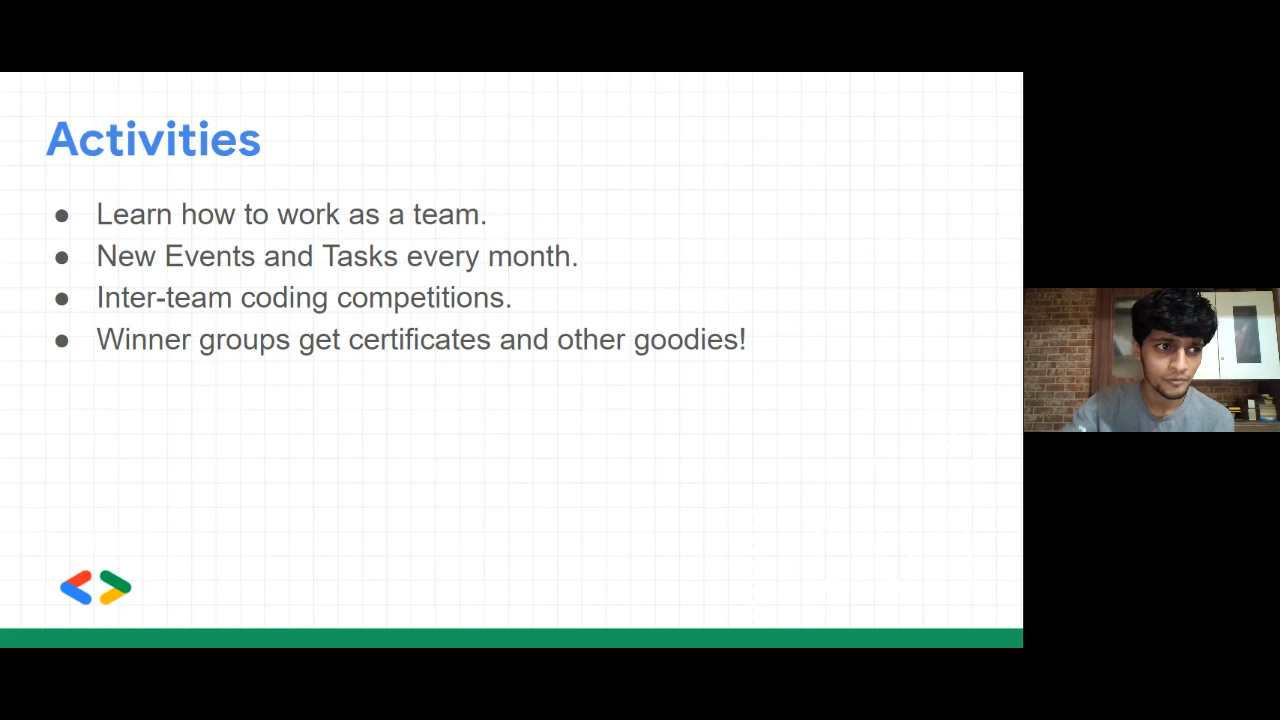 Activities
● Learn how to work as a team.
● New Events and Tasks every month.
● Inter-team coding competitions.
● Winner groups get certificates and other goodies!